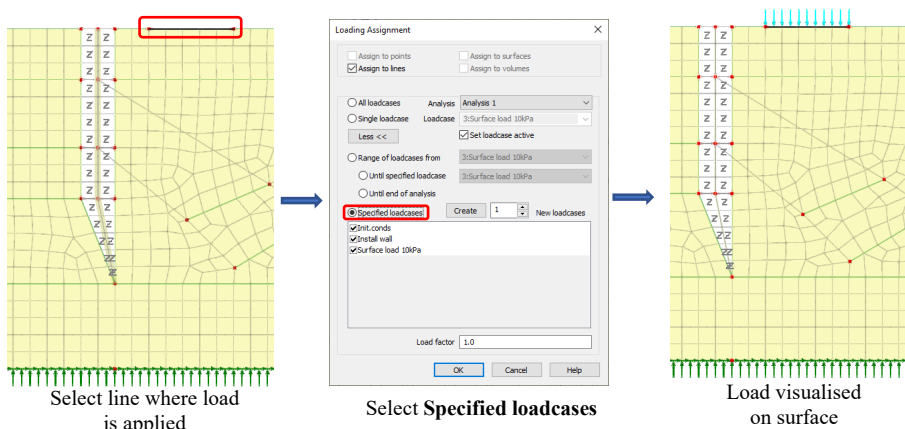 Z Z
Z Z
Z Z
Z Z
Z Z
Z Z
Z Z
Z Z
Z Z
Z Z
Z Z
Z Z
ZZ
ZZ
Z
Select line where load
is applied
Loading Assignment
Assign to points Assign to surfaces
Assign to lines Assign to volumes
All loadcases Analysis Analysis 1
Single loadcase Loadcase 3:Surface load 10kPa
Less << Set loadcase active
Range of loadcases from 3:Surface load 10kPa
Until specified loadcase 3:Surface load 10kPa
Until end of analysis
Specified loadcases Create 1 New loadcases
Init.conds
Install wall
Surface load 10kPa
Load factor 1.0
OK Cancel Help
Select Specified loadcases
Z Z
Z Z
Z Z
Z Z
Z Z
Z Z
Z Z
Z Z
Z Z
Z Z
Z Z
Z Z
ZZ
ZZ
Z
Load visualised
on surface